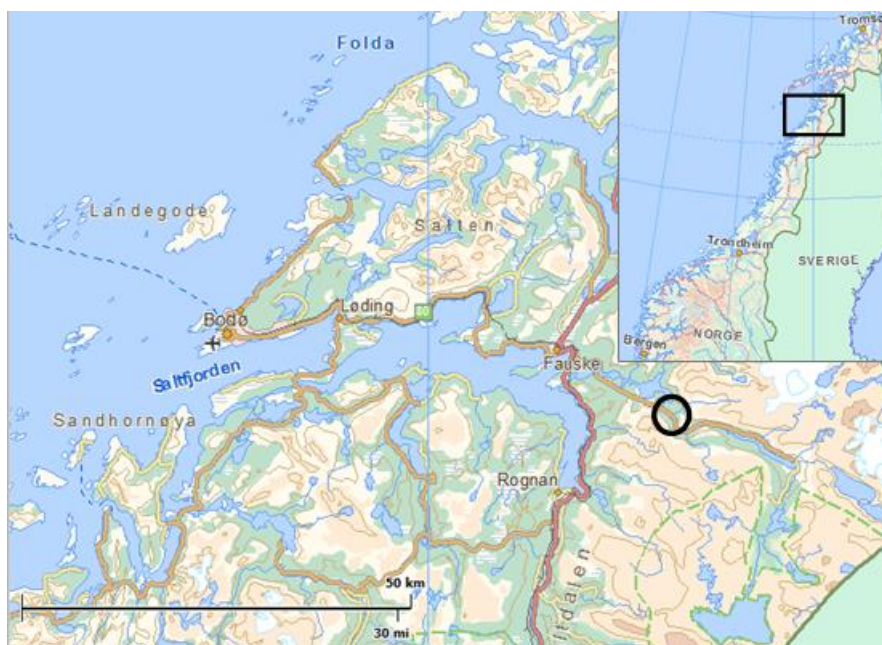 Folda
Tromsø
Landegode
Salten
Trondheim
SVERIGE
Løding
80
Bodø
Bergen
NORGE
Fauske
Saltfjorden
Sandhornøya
Rognan
50 km
30 mi